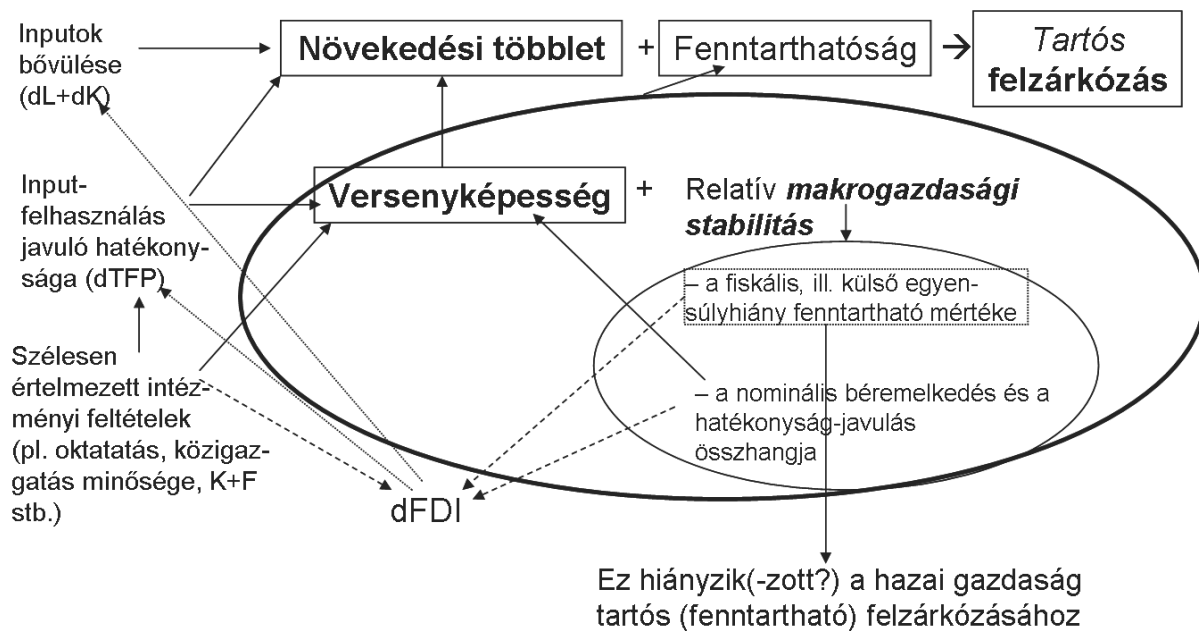 Inputok
bővülése
(dL+dK)
Növekedési többlet
+
Fenntarthatóság
→
Tartós
felzárkózás
Input-
felhasználás
javuló hatékony-
sága (dTFP)
Versenyképesség
+
Relatív makrogazdasági
stabilitás
– a fiskális, ill. külső egyen-
súlyhiány fenntartható mértéke
Szélesen
értelmezett intéz-
ményi feltételek
(pl. oktatatás, közigaz-
gatás minősége, K+F
stb.)
– a nominális béremelkedés és a
hatékonyság-javulás
összhangja
dFDI
Ez hiányzik(-zott?) a hazai gazdaság
tartós (fenntartható) felzárkózásához